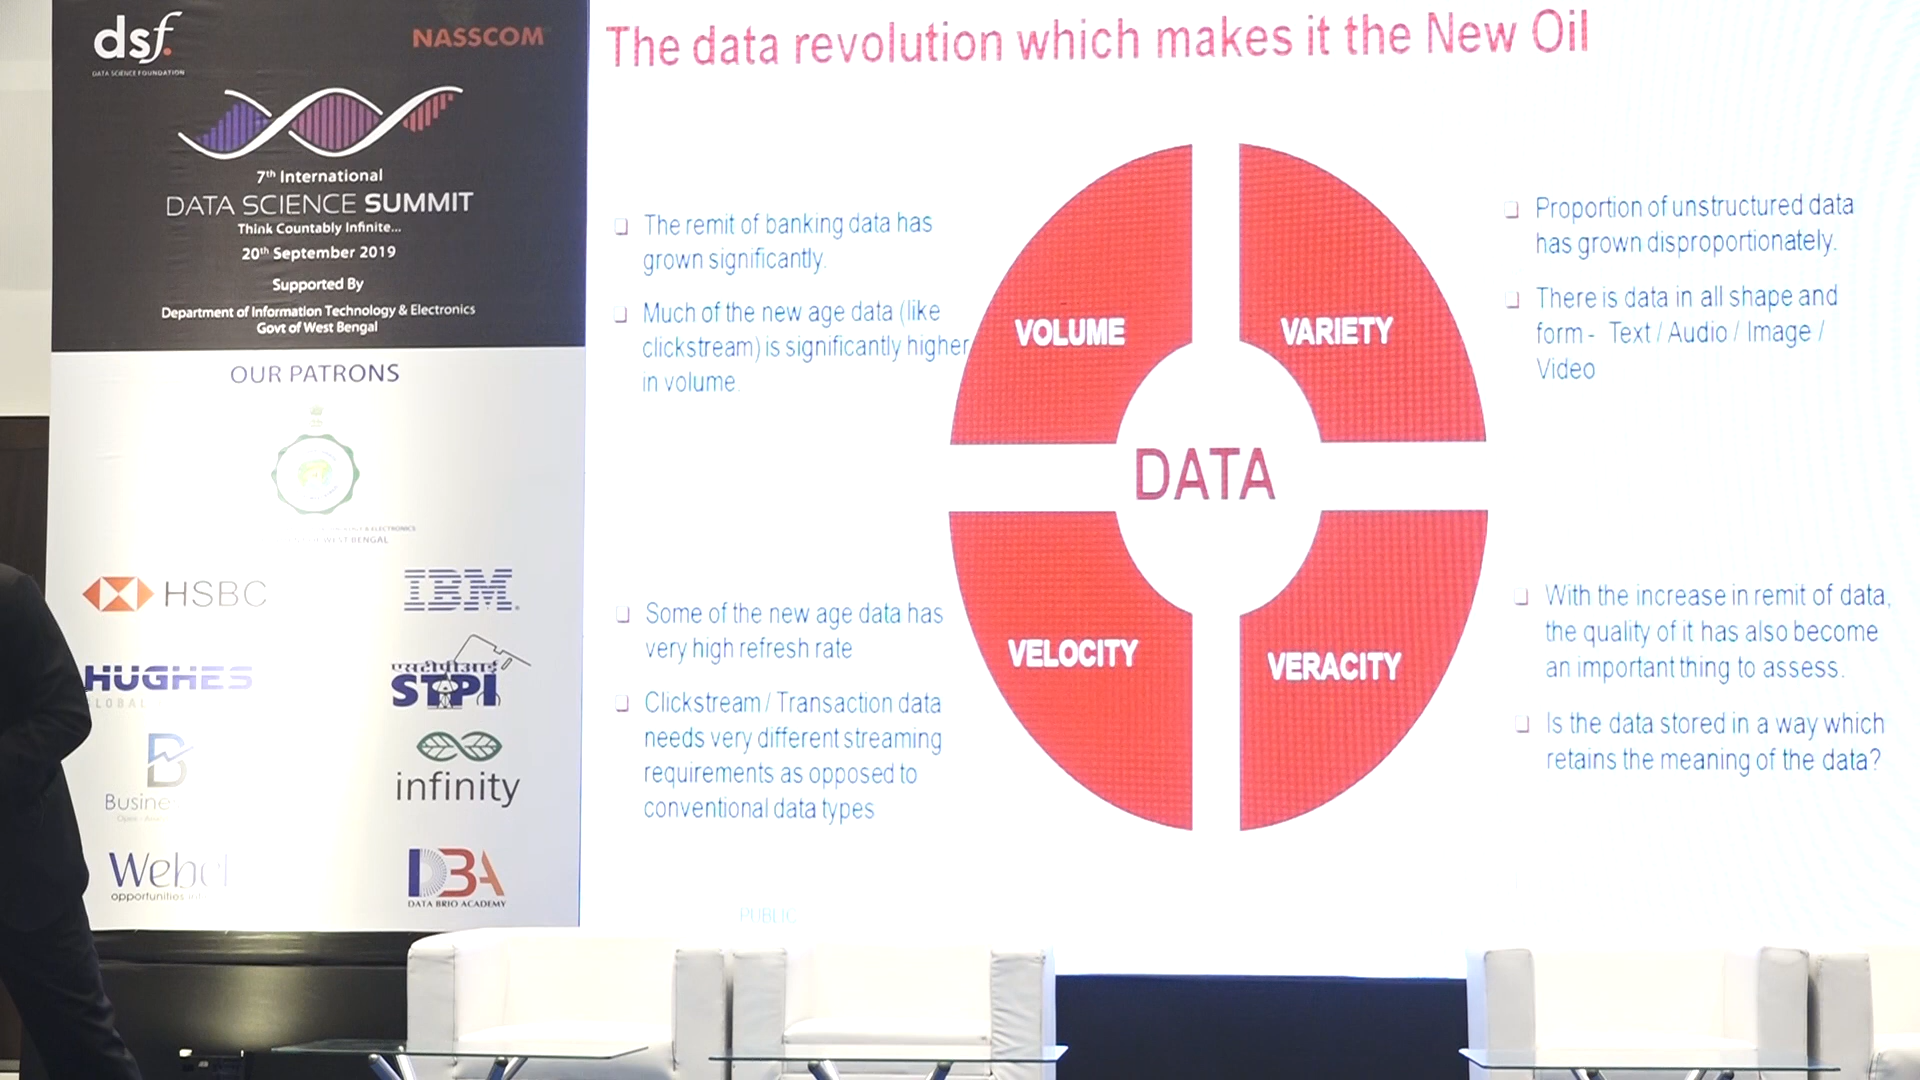 dsf.
DATA SCIENCE FOUNDATION
NASSCOM
7th International
DATA SCIENCE SUMMIT
Think Countably Infinite...
20th September 2019
Supported By
Department of Information Technology & Electronics
Govt of West Bengal
OUR PATRONS
WEST BENGAL
HSBC
IBM
HUGHES
एसटीपीआई
STPI
infinity
opportunities
DBA
DATA BRIO ACADEMY
The data revolution which makes it the New Oil
❑ The remit of banking data has
grown significantly.
❑ Much of the new age data (like
clickstream) is significantly higher
in volume.
VOLUME
VARIETY
❑ Proportion of unstructured data
has grown disproportionately.
❑ There is data in all shape and
form - Text / Audio / Image /
Video
DATA
❑ Some of the new age data has
very high refresh rate
❑ Clickstream / Transaction data
needs very different streaming
requirements as opposed to
conventional data types
VELOCITY
VERACITY
❑ With the increase in remit of data,
the quality of it has also become
an important thing to assess.
❑ Is the data stored in a way which
retains the meaning of the data?
PUBLIC